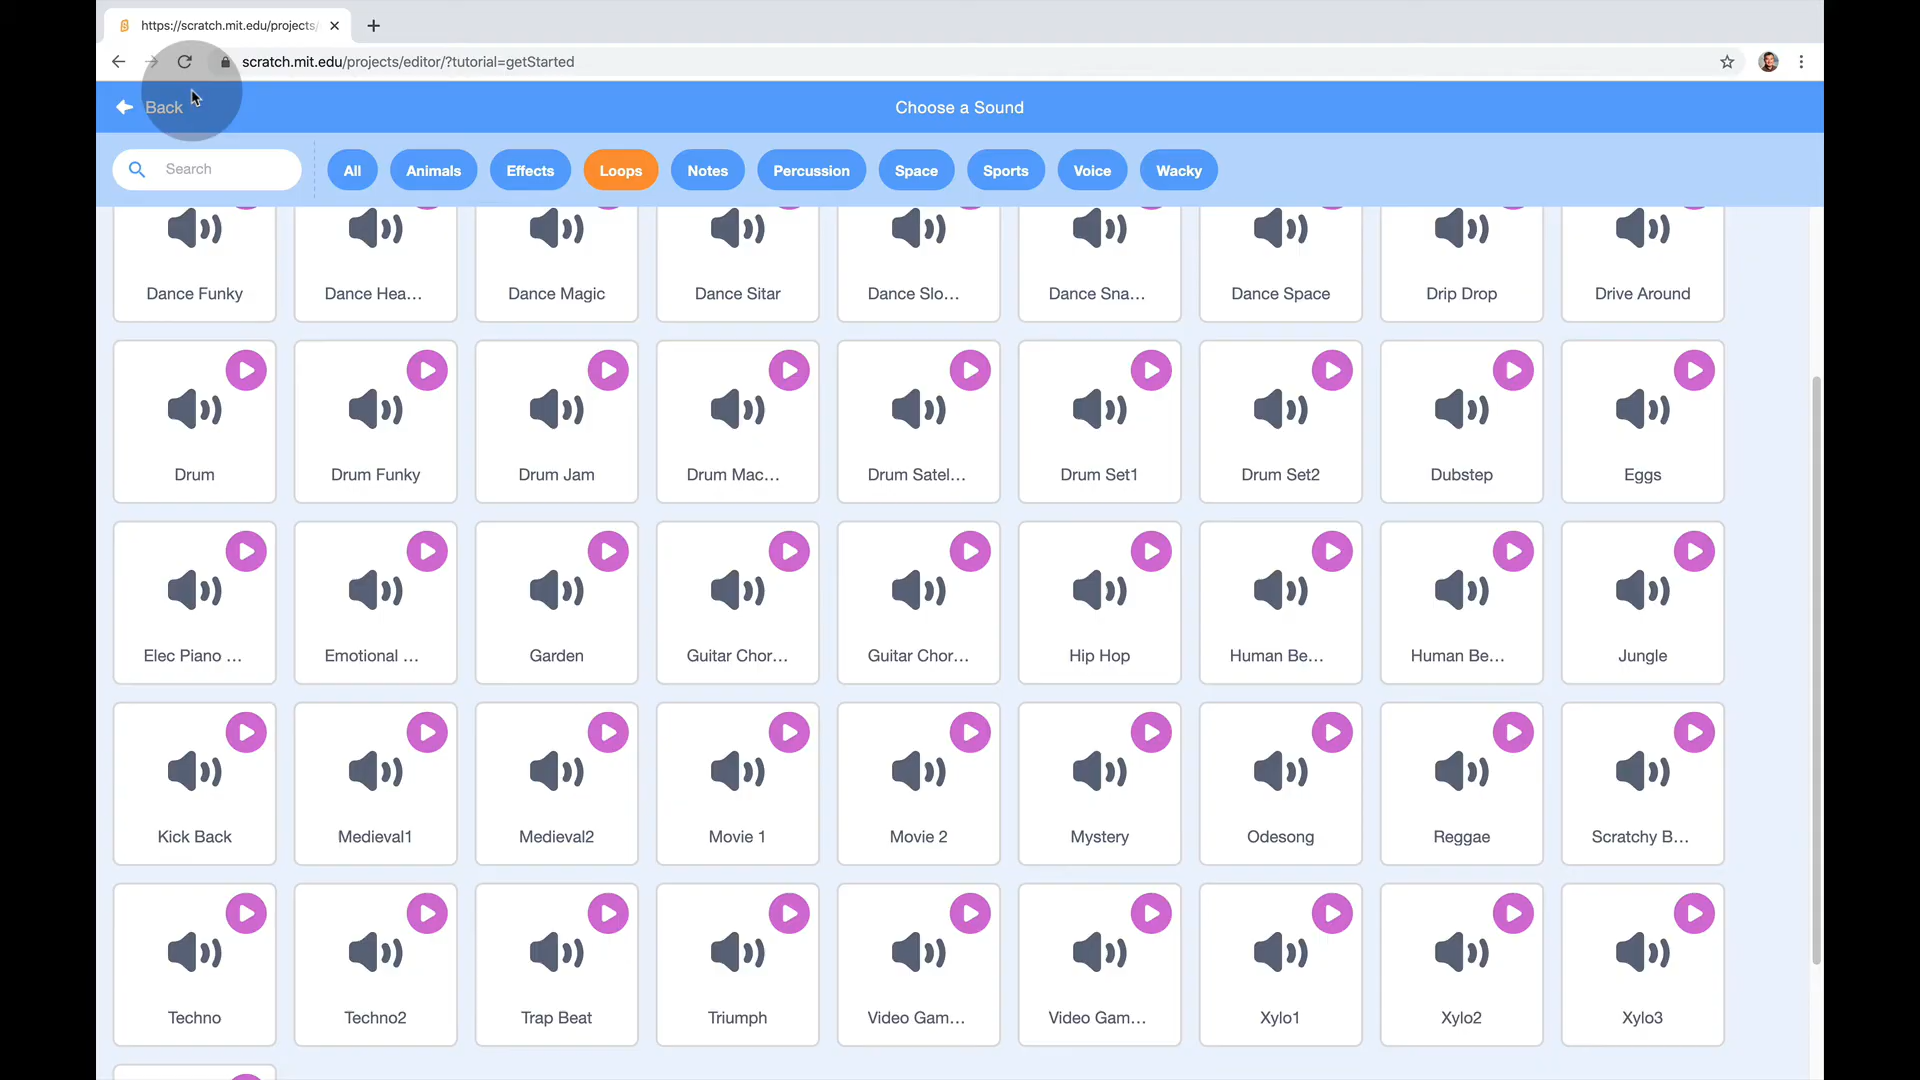 https://scratch.mit.edu/projects/
scratch.mit.edu/projects/editor/?tutorial=getStarted
Back
Choose a Sound
Search
All
Animals
Effects
Loops
Notes
Percussion
Space
Sports
Voice
Wacky
Dance Funky
Dance Hea...
Dance Magic
Dance Sitar
Dance Slo...
Dance Sna...
Dance Space
Drip Drop
Drive Around
Drum
Drum Funky
Drum Jam
Drum Mac...
Drum Satel...
Drum Set1
Drum Set2
Dubstep
Eggs
Elec Piano ...
Emotional ...
Garden
Guitar Chor...
Guitar Chor...
Hip Hop
Human Be...
Human Be...
Jungle
Kick Back
Medieval1
Medieval2
Movie 1
Movie 2
Mystery
Odesong
Reggae
Scratchy B...
Techno
Techno2
Trap Beat
Triumph
Video Gam...
Video Gam...
Xylo1
Xylo2
Xylo3